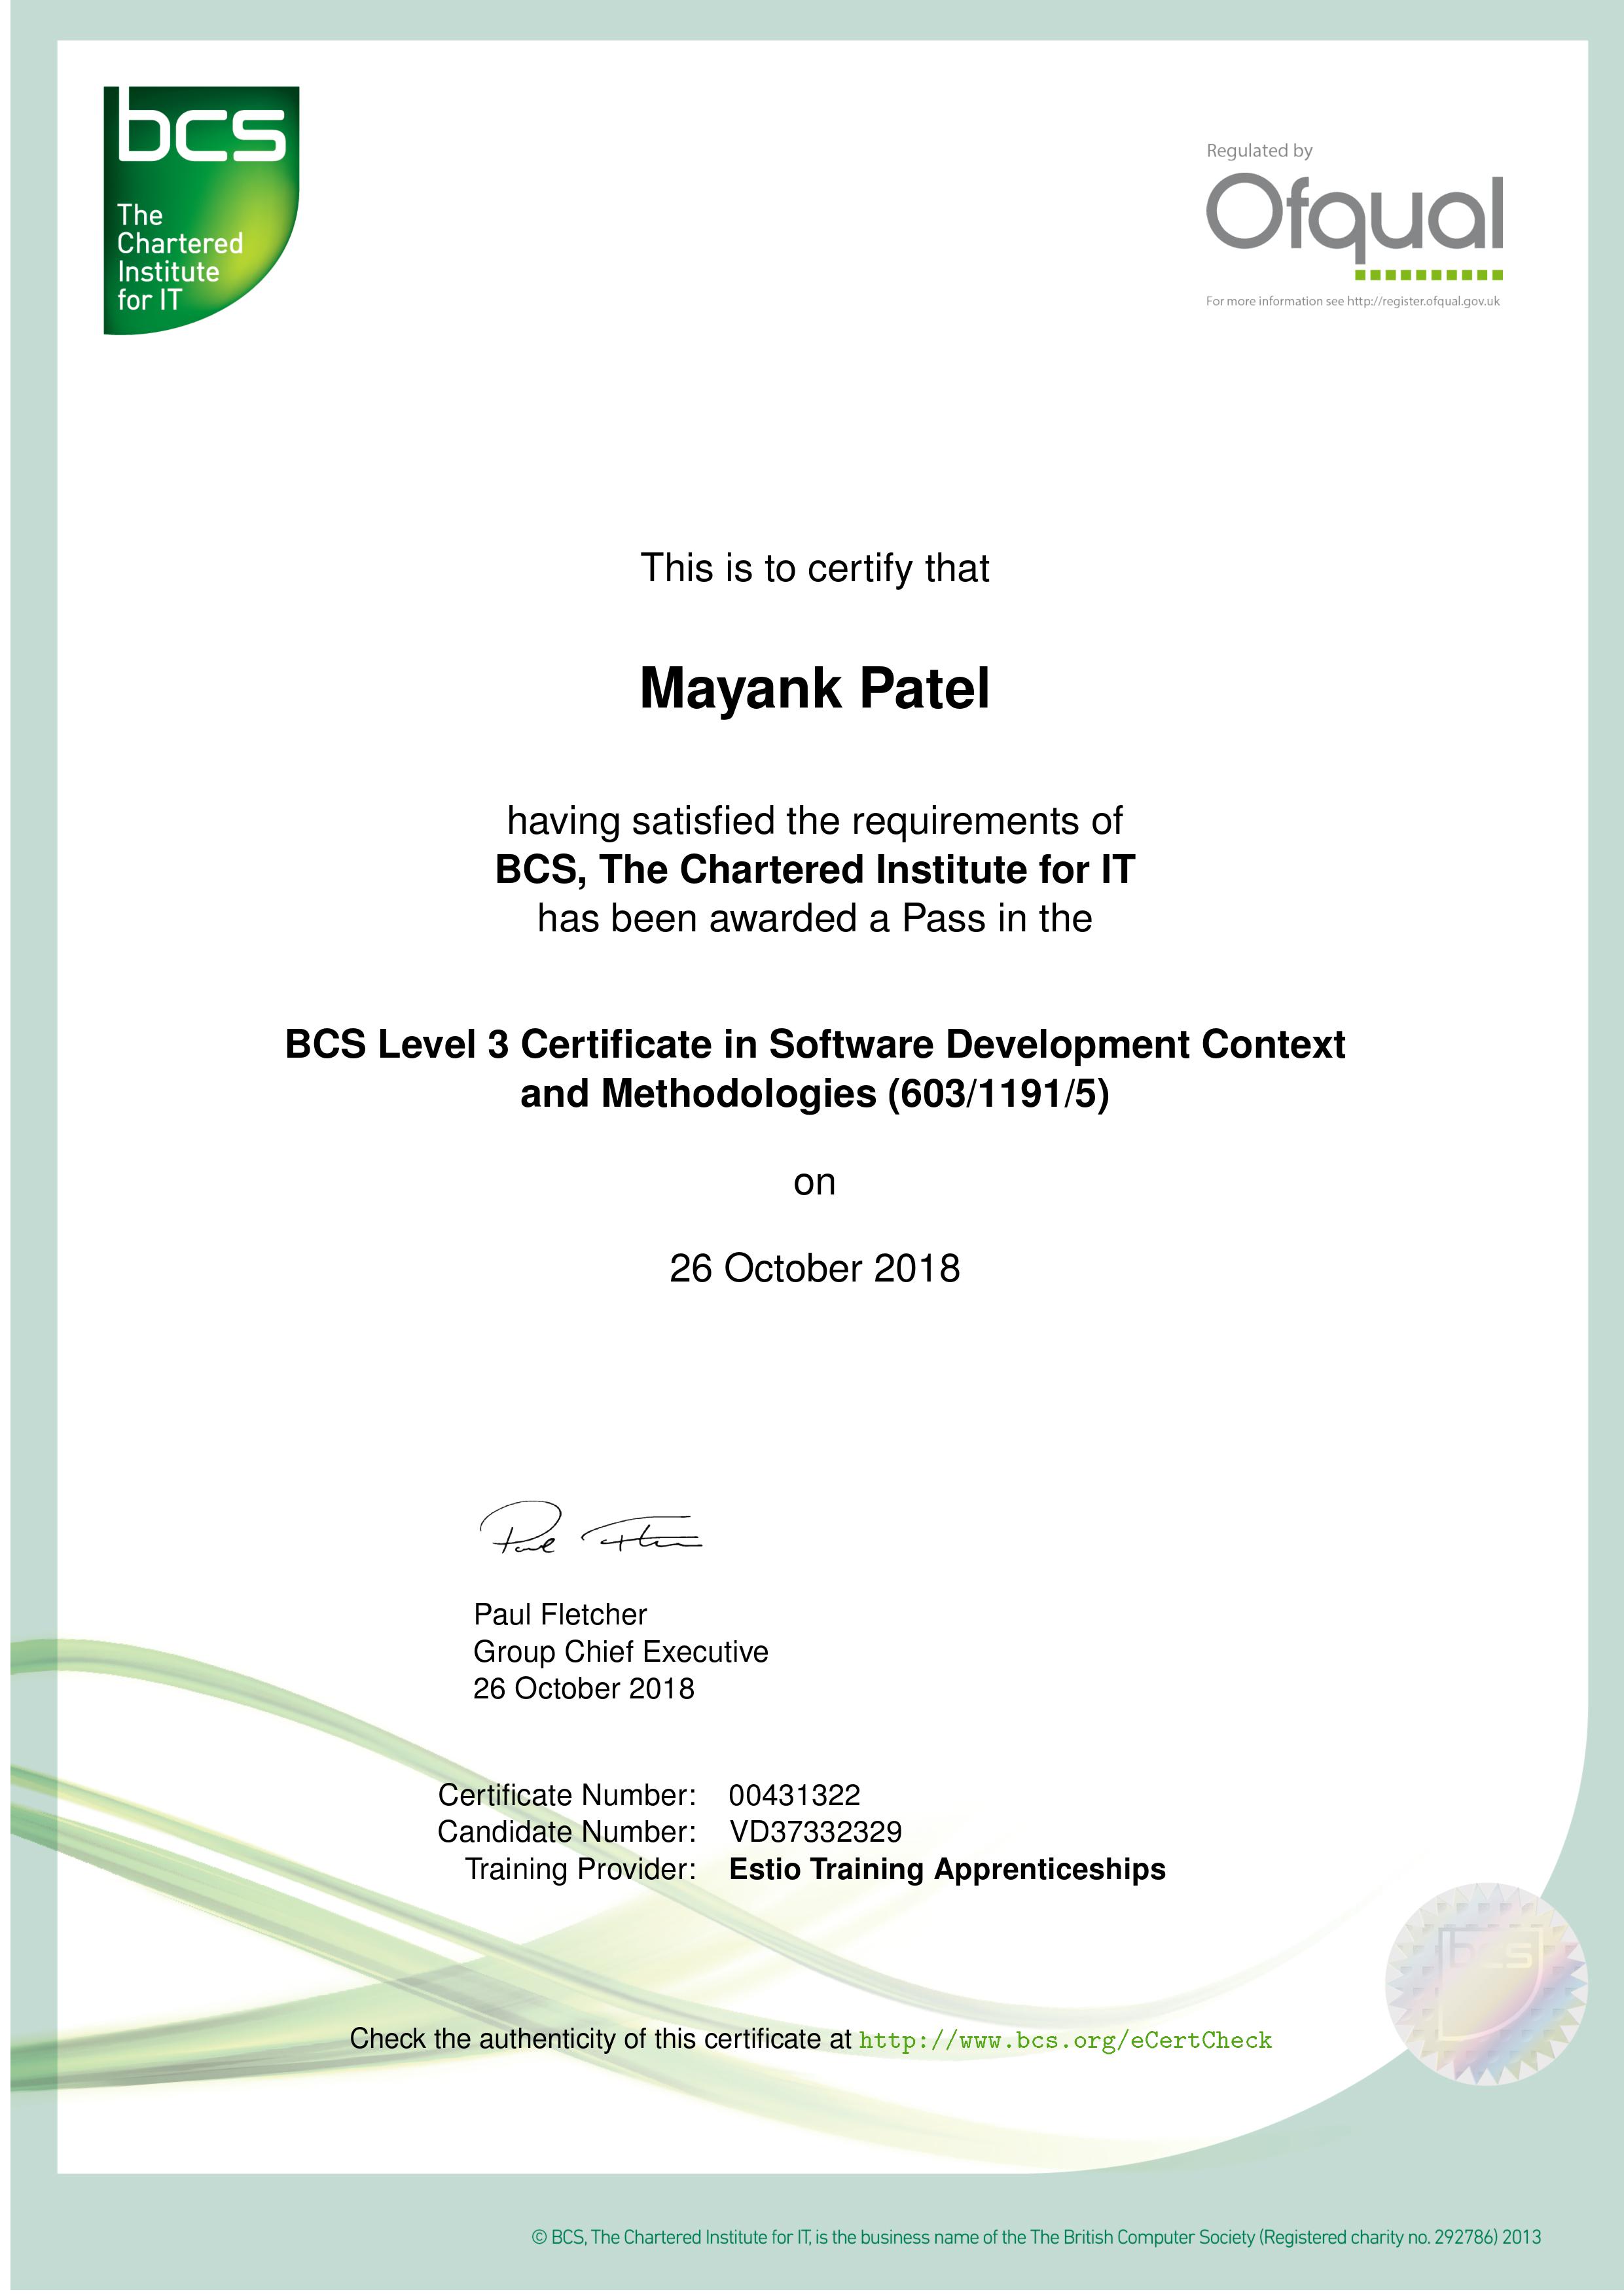 bcs
The
Chartered
Institute
for IT
Regulated by
Ofqual
For more information see http://register.ofqual.gov.uk
This is to certify that
Mayank Patel
having satisfied the requirements of
BCS, The Chartered Institute for IT
has been awarded a Pass in the
BCS Level 3 Certificate in Software Development Context
and Methodologies (603/1191/5)
on
26 October 2018
Paul Fletcher
Group Chief Executive
26 October 2018
Certificate Number: 00431322
Candidate Number: VD37332329
Training Provider: Estio Training Apprenticeships
bcs
Check the authenticity of this certificate at http://www.bcs.org/eCertCheck
© BCS, The Chartered Institute for IT, is the business name of the The British Computer Society (Registered charity no. 292786) 2013